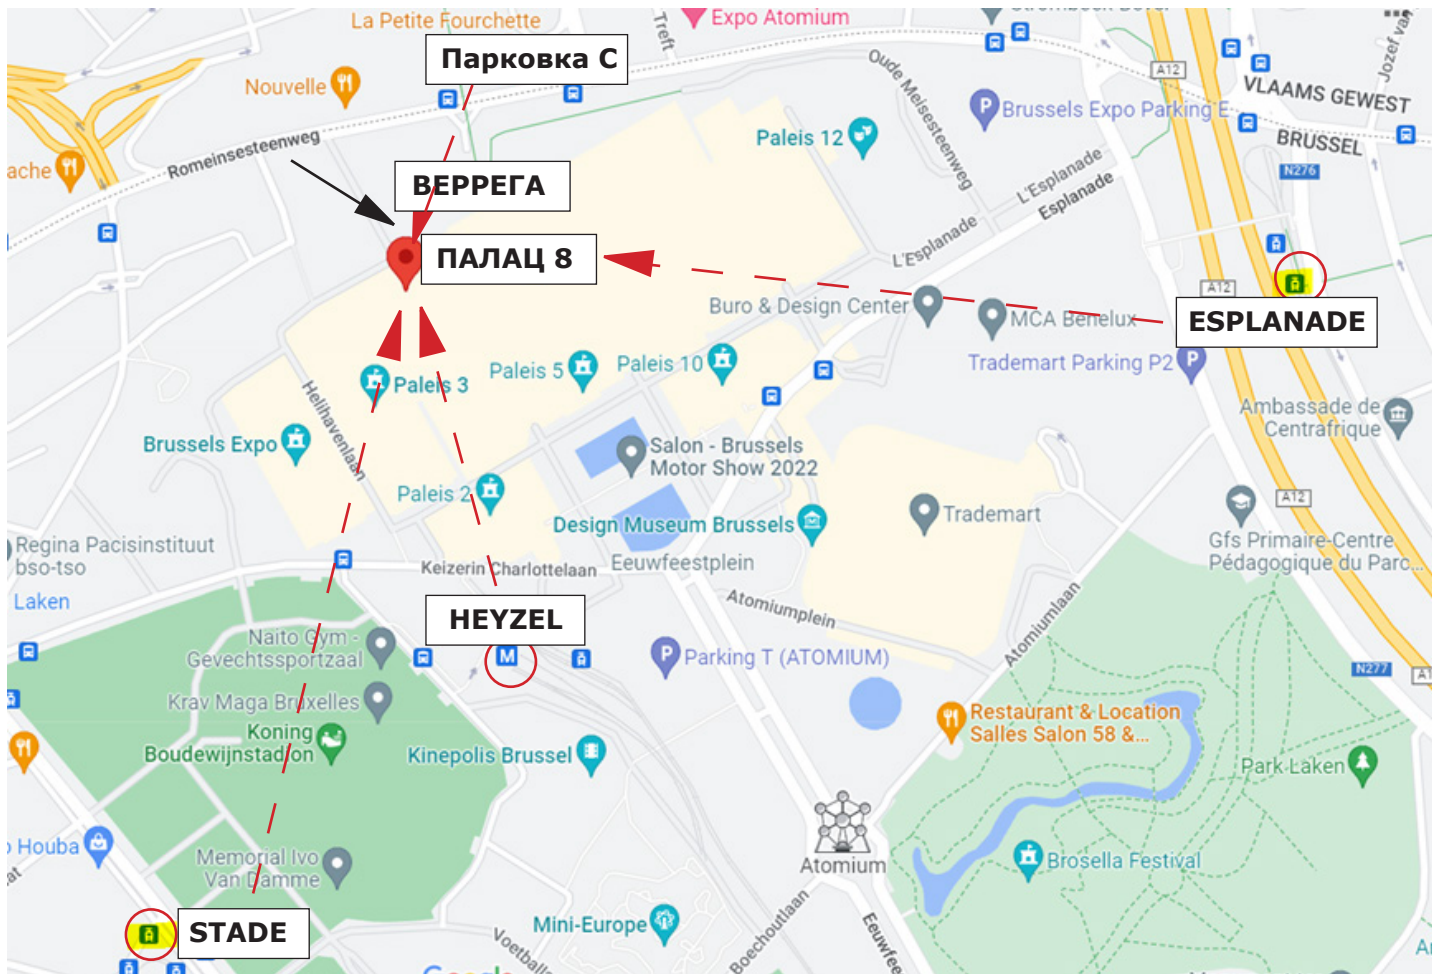 La Petite Fourchette
Expo Atomium
Treft
Парковка С
Nouvelle
A12
VLAAMS GEWEST
BRUSSEL
Jozef van
Oude Meisesteenweg
Brussels Expo Parking E
Paleis 12
Romeinsesteenweg
ache
N276
ВЕРРЕГА
L'Esplanade
Esplanade
L'Esplanade
ПАЛАЦ 8
A12
Buro & Design Center
MCA Benelux
ESPLANADE
Trademart Parking P2
Paleis 3
Paleis 5
Paleis 10
Helihavenlaan
Ambassade de
Centrafrique
Brussels Expo
Salon - Brussels
Motor Show 2022
Paleis 2
A12
Design Museum Brussels
Trademart
Regina Pacisinstituut
bso-tso
Gfs Primaire-Centre
Pédagogique du Parc...
Keizerin Charlottelaan
Eeuwfeestplein
Laken
Atomiumplein
Atomiumlaan
HEYZEL
Naito Gym -
Gevechtssportzaal
M
Parking T (ATOMIUM)
N277
A1
Krav Maga Bruxelles
Restaurant & Location
Salles Salon 58 &...
Koning
Boudewijnstadion
Kinepolis Brussel
Park Laken
Houba
Memorial Ivo
Van Damme
Atomium
Brosella Festival
STADE
Mini-Europe
Boechoutlaan
Eeuwfee
Voetbal
Google